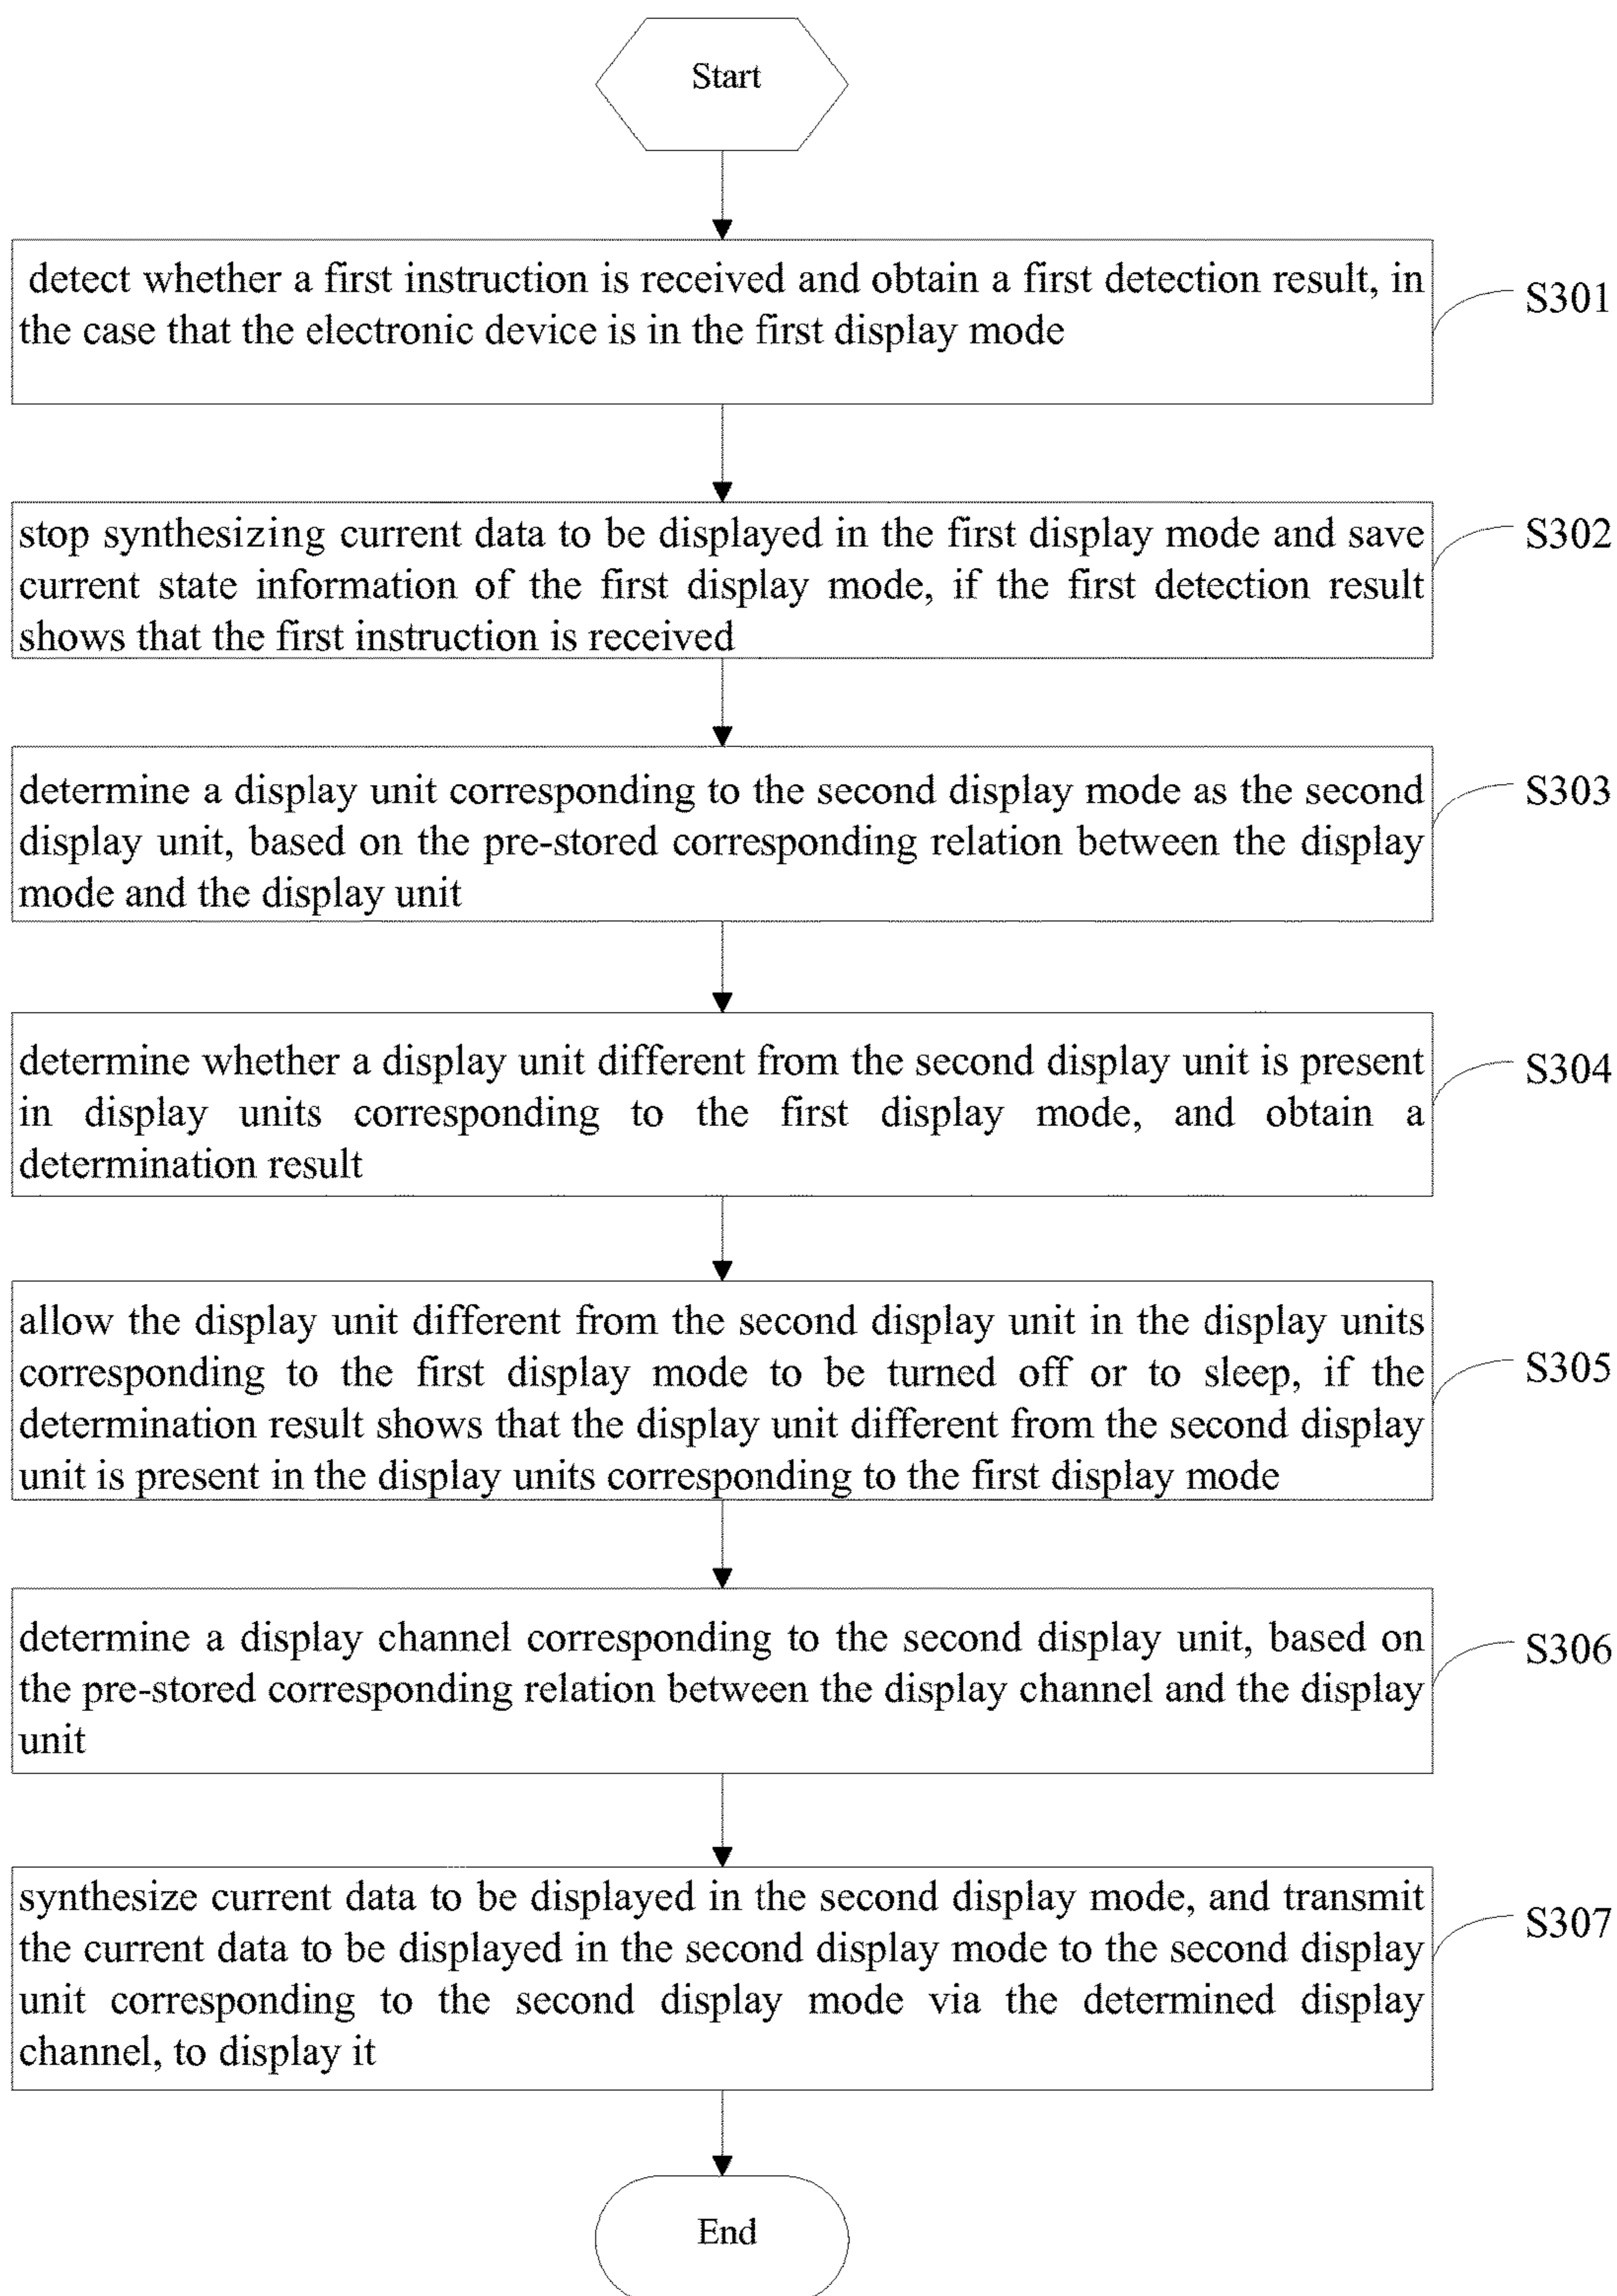 Start
detect whether a first instruction is received and obtain a first detection result, in
the case that the electronic device is in the first display mode
S301
stop synthesizing current data to be displayed in the first display mode and save
current state information of the first display mode, if the first detection result
shows that the first instruction is received
S302
determine a display unit corresponding to the second display mode as the second
display unit, based on the pre-stored corresponding relation between the display
mode and the display unit
S303
determine whether a display unit different from the second display unit is present
in display units corresponding to the first display mode, and obtain a
determination result
S304
allow the display unit different from the second display unit in the display units
corresponding to the first display mode to be turned off or to sleep, if the
determination result shows that the display unit different from the second display
unit is present in the display units corresponding to the first display mode
S305
determine a display channel corresponding to the second display unit, based on
the pre-stored corresponding relation between the display channel and the display
unit
S306
synthesize current data to be displayed in the second display mode, and transmit
the current data to be displayed in the second display mode to the second display
unit corresponding to the second display mode via the determined display
channel, to display it
S307
End